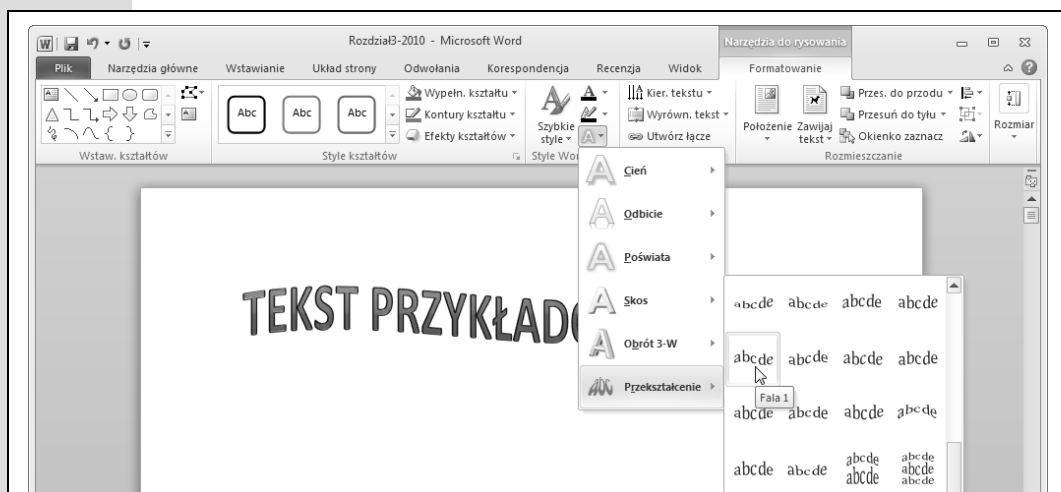 Rozdział3-2010 - Microsoft Word
Narzędzia do rysowania
Plik Narzędzia główne Wstawianie Układ strony Odwołania Korespondencja Recenzja Widok Formatowanie
Abc Abc Abc
Wypełn. kształtu
Kontury kształtu
Efekty kształtów
Szybkie style
Kier. tekstu
Wyrówn. tekst
Utwórz łącze
Położenie
Zawijaj tekst
Przes. do przodu
Przesuń do tyłu
Okienko zaznacz
Rozmiar
Wstaw. kształtów Style kształtów Style Wo Rozmieszczanie
Cień
Odbicie
Poświata
Skos
Obrót 3-W
Przekształcenie
TEKST PRZYKŁADO
abcde abcde abcde abcde
abcde abcde abcde abcde
Fala 1
abcde abcde abcde abcde
abcde abcde abcde abcde
abcde abcde
abcde